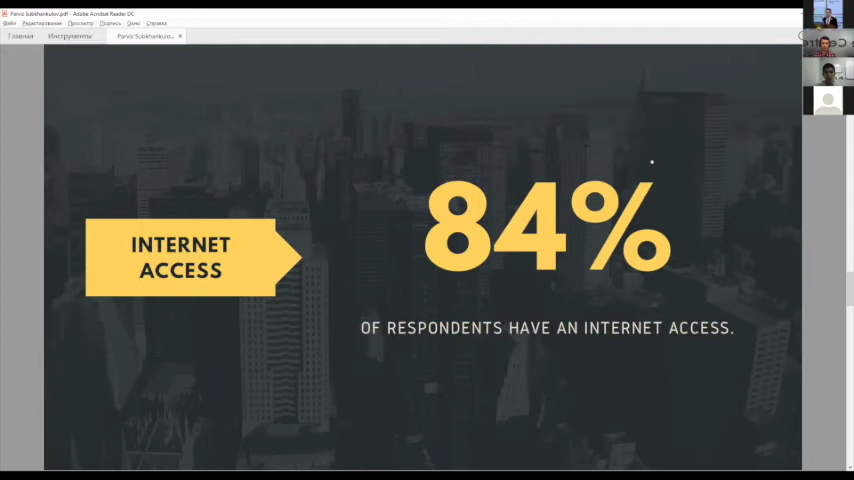 Parviz Subkhankulov.pdf - Adobe Acrobat Reader DC
Файл Редактирование Просмотр Подпись Окно Справка
Главная Инструменты Parviz Subkhankulo... ×
INTERNET
ACCESS
84%
OF RESPONDENTS HAVE AN INTERNET ACCESS.